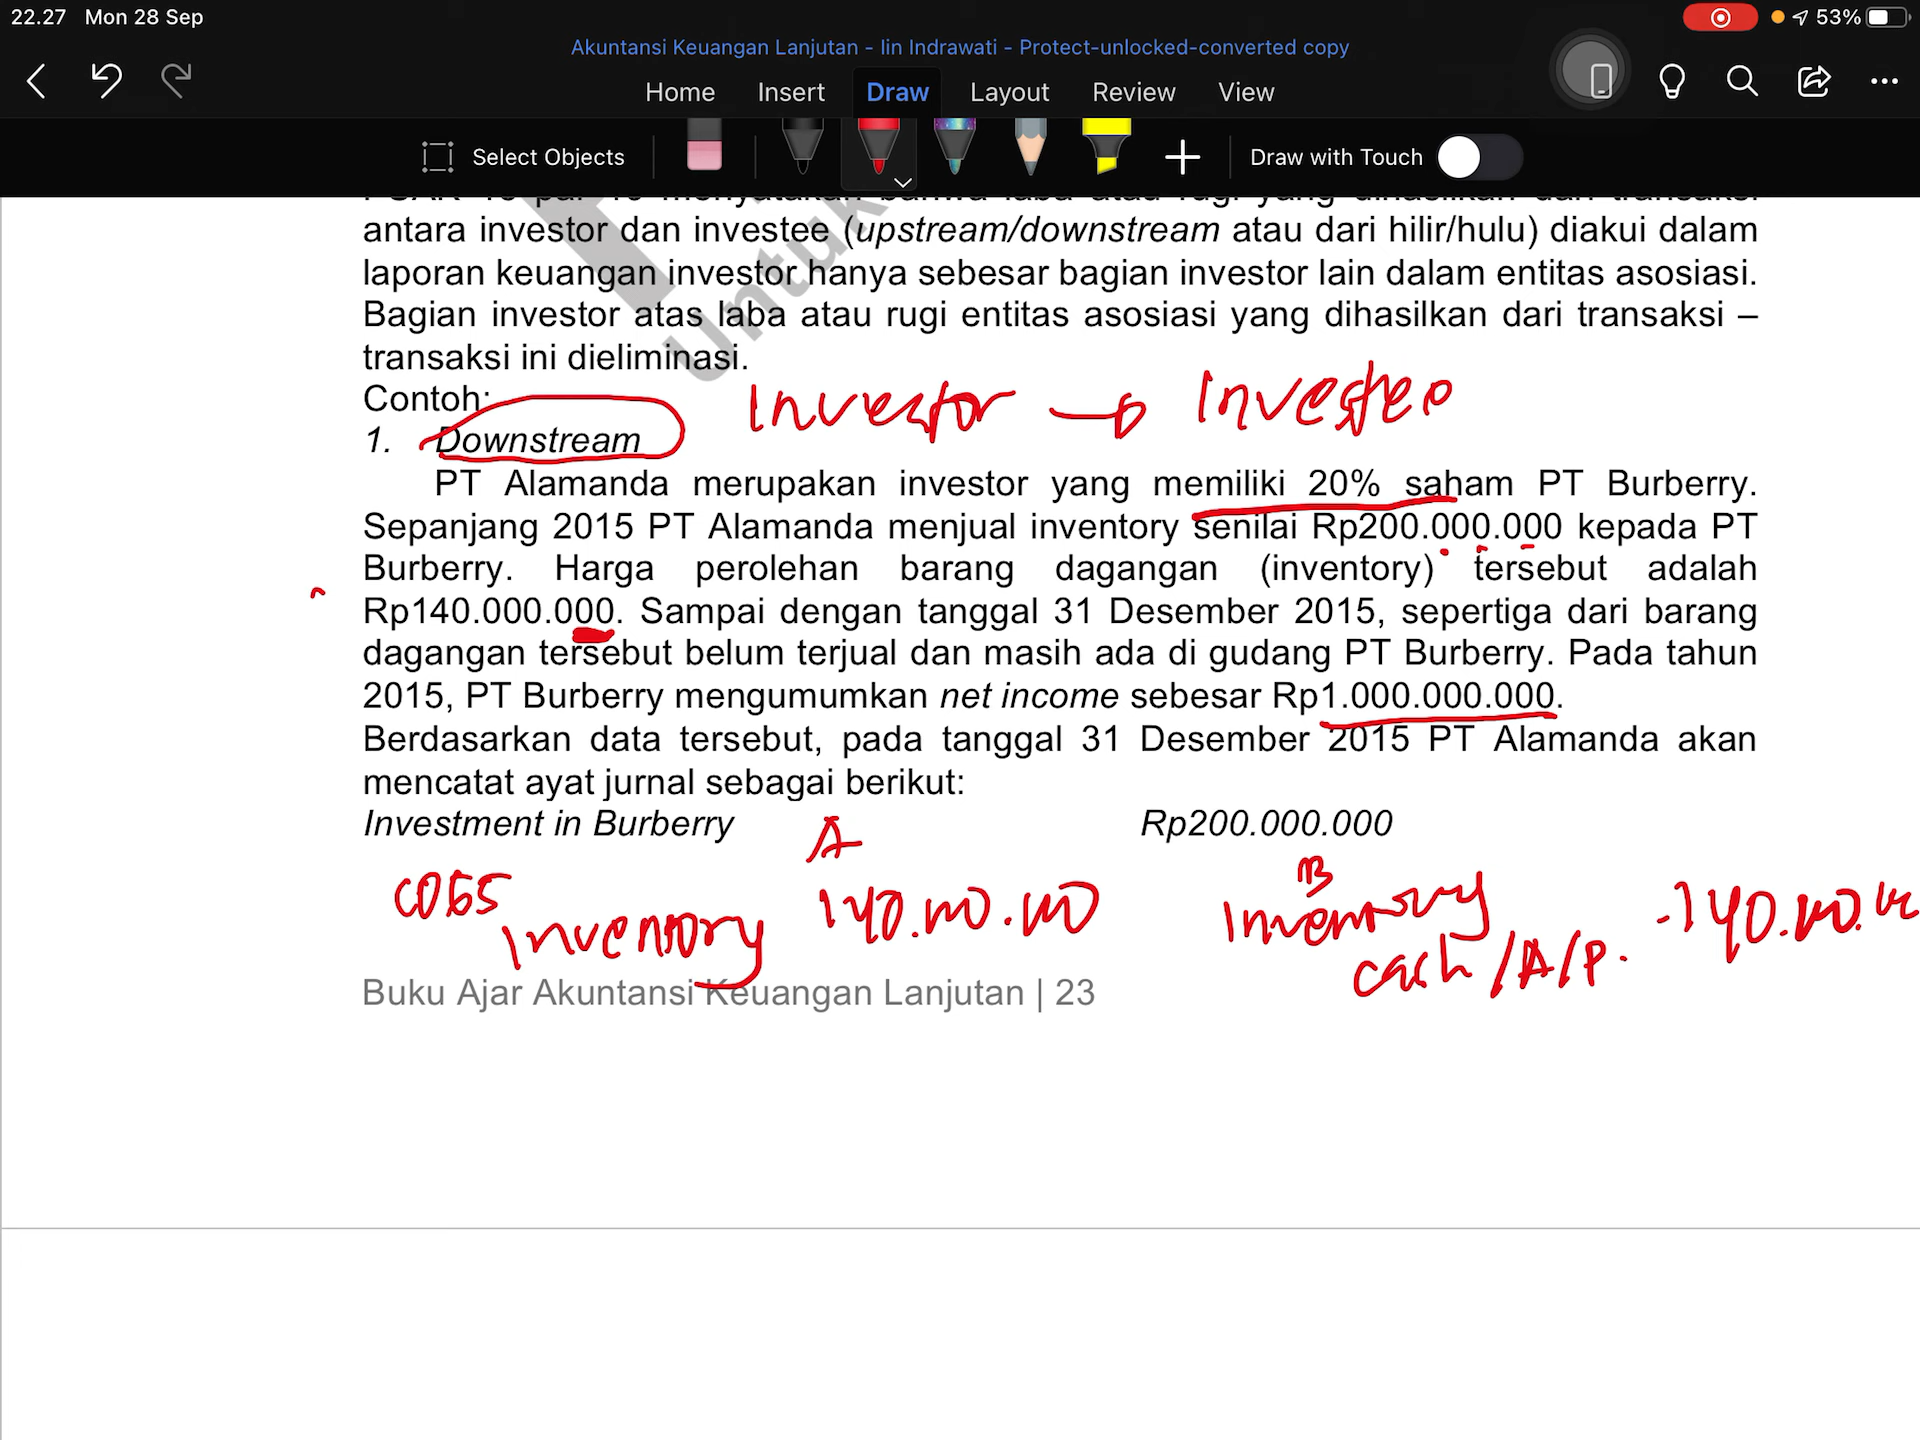 22.27 Mon 28 Sep
53%
Akuntansi Keuangan Lanjutan - Iin Indrawati - Protect-unlocked-converted copy
Home Insert Draw Layout Review View
Select Objects
Draw with Touch
antara investor dan investee (upstream/downstream atau dari hilir/hulu) diakui dalam
laporan keuangan investor hanya sebesar bagian investor lain dalam entitas asosiasi.
Bagian investor atas laba atau rugi entitas asosiasi yang dihasilkan dari transaksi –
transaksi ini dieliminasi.
Untuk
Contoh:
Investor → Investee
1. Downstream
PT Alamanda merupakan investor yang memiliki 20% saham PT Burberry.
Sepanjang 2015 PT Alamanda menjual inventory senilai Rp200.000.000 kepada PT
Burberry. Harga perolehan barang dagangan (inventory) tersebut adalah
Rp140.000.000. Sampai dengan tanggal 31 Desember 2015, sepertiga dari barang
dagangan tersebut belum terjual dan masih ada di gudang PT Burberry. Pada tahun
2015, PT Burberry mengumumkan net income sebesar Rp1.000.000.000.
Berdasarkan data tersebut, pada tanggal 31 Desember 2015 PT Alamanda akan
mencatat ayat jurnal sebagai berikut:
Investment in Burberry Rp200.000.000
A
B
COGS
Inventory 140.000.000
Inventory
cash/A/P.
Buku Ajar Akuntansi Keuangan Lanjutan | 23